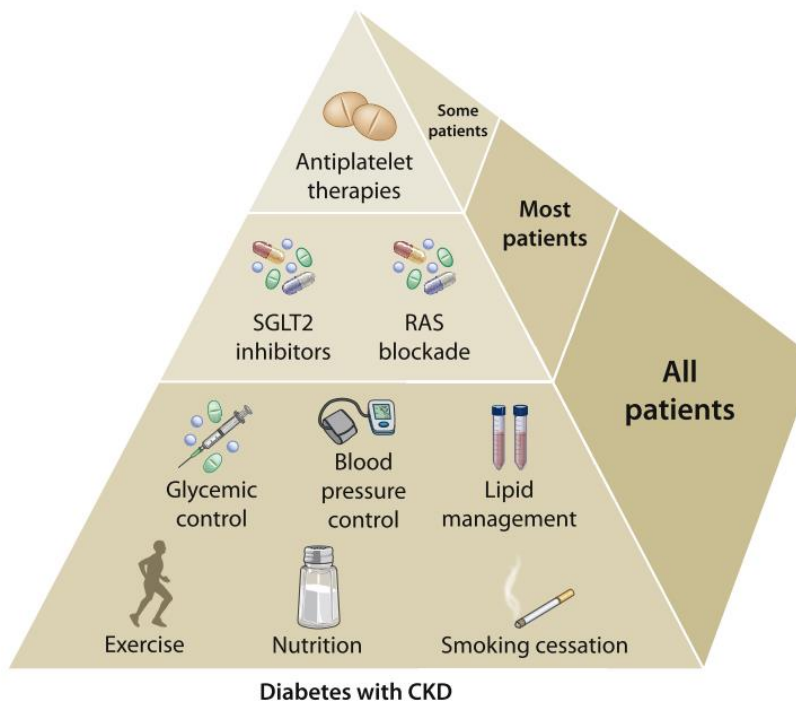 Some
patients
Antiplatelet
therapies
Most
patients
SGLT2
inhibitors
RAS
blockade
All
patients
Glycemic
control
Blood
pressure
control
Lipid
management
Exercise
Nutrition
Smoking cessation
Diabetes with CKD